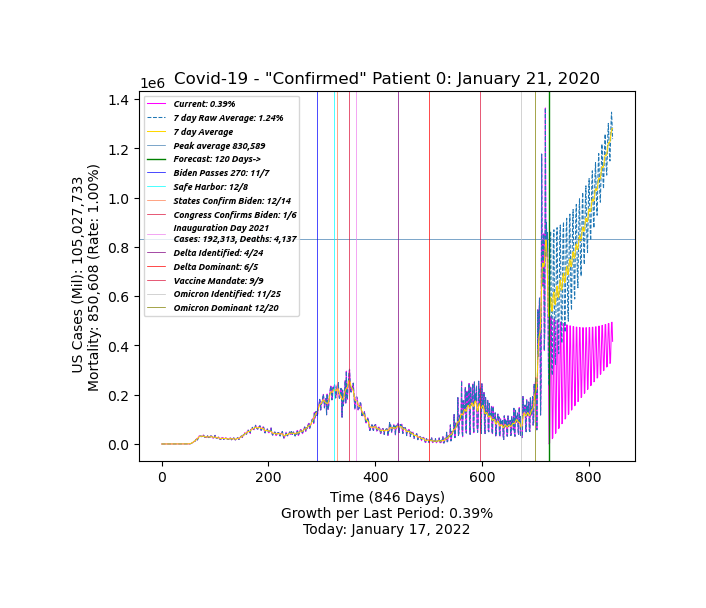 Covid-19 - "Confirmed" Patient 0: January 21, 2020
1e6
1.4
1.2
1.0
0.8
0.6
0.4
0.2
0.0
US Cases (Mil): 105,027,733
Mortality: 850,608 (Rate: 1.00%)
Current: 0.39%
7 day Raw Average: 1.24%
7 day Average
Peak average 830,589
Forecast: 120 Days->
Biden Passes 270: 11/7
Safe Harbor: 12/8
States Confirm Biden: 12/14
Congress Confirms Biden: 1/6
Inauguration Day 2021
Cases: 192,313, Deaths: 4,137
Delta Identified: 4/24
Delta Dominant: 6/5
Vaccine Mandate: 9/9
Omicron Identified: 11/25
Omicron Dominant 12/20
0 200 400 600 800
Time (846 Days)
Growth per Last Period: 0.39%
Today: January 17, 2022